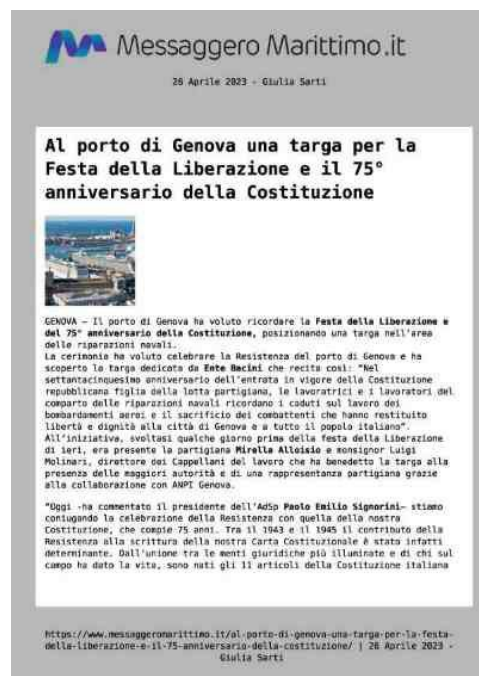 Messaggero Marittimo.it
26 Aprile 2023 - Giulia Sarti
Al porto di Genova una targa per la
Festa della Liberazione e il 75°
anniversario della Costituzione
GENOVA – Il porto di Genova ha voluto ricordare la Festa della Liberazione e
del 75° anniversario della Costituzione, posizionando una targa nell'area
delle riparazioni navali.
La cerimonia ha voluto celebrare la Resistenza del porto di Genova e ha
scoperto la targa dedicata da Ente Bacini che recita così: "Nel
settantacinquesimo anniversario dell'entrata in vigore della Costituzione
repubblicana figlia della lotta partigiana, le lavoratrici e i lavoratori del
comparto delle riparazioni navali ricordano i caduti sul lavoro dei
bombardamenti aerei e il sacrificio dei combattenti che hanno restituito
libertà e dignità alla città di Genova e a tutto il popolo italiano".
All'iniziativa, svoltasi qualche giorno prima della festa della Liberazione
di ieri, era presente la partigiana Mirella Alloisio e monsignor Luigi
Molinari, direttore dei Cappellani del lavoro che ha benedetto la targa alla
presenza delle maggiori autorità e di una rappresentanza partigiana grazie
alla collaborazione con ANPI Genova.
"Oggi -ha commentato il presidente dell'AdSp Paolo Emilio Signorini– stiamo
coniugando la celebrazione della Resistenza con quella della nostra
Costituzione, che compie 75 anni. Tra il 1943 e il 1945 il contributo della
Resistenza alla scrittura della nostra Carta Costituzionale è stato infatti
determinante. Dall'unione tra le menti giuridiche più illuminate e di chi sul
campo ha dato la vita, sono nati gli 11 articoli della Costituzione italiana
https://www.messaggeromarittimo.it/al-porto-di-genova-una-targa-per-la-festa-
della-liberazione-e-il-75-anniversario-della-costituzione/ | 26 Aprile 2023 -
Giulia Sarti